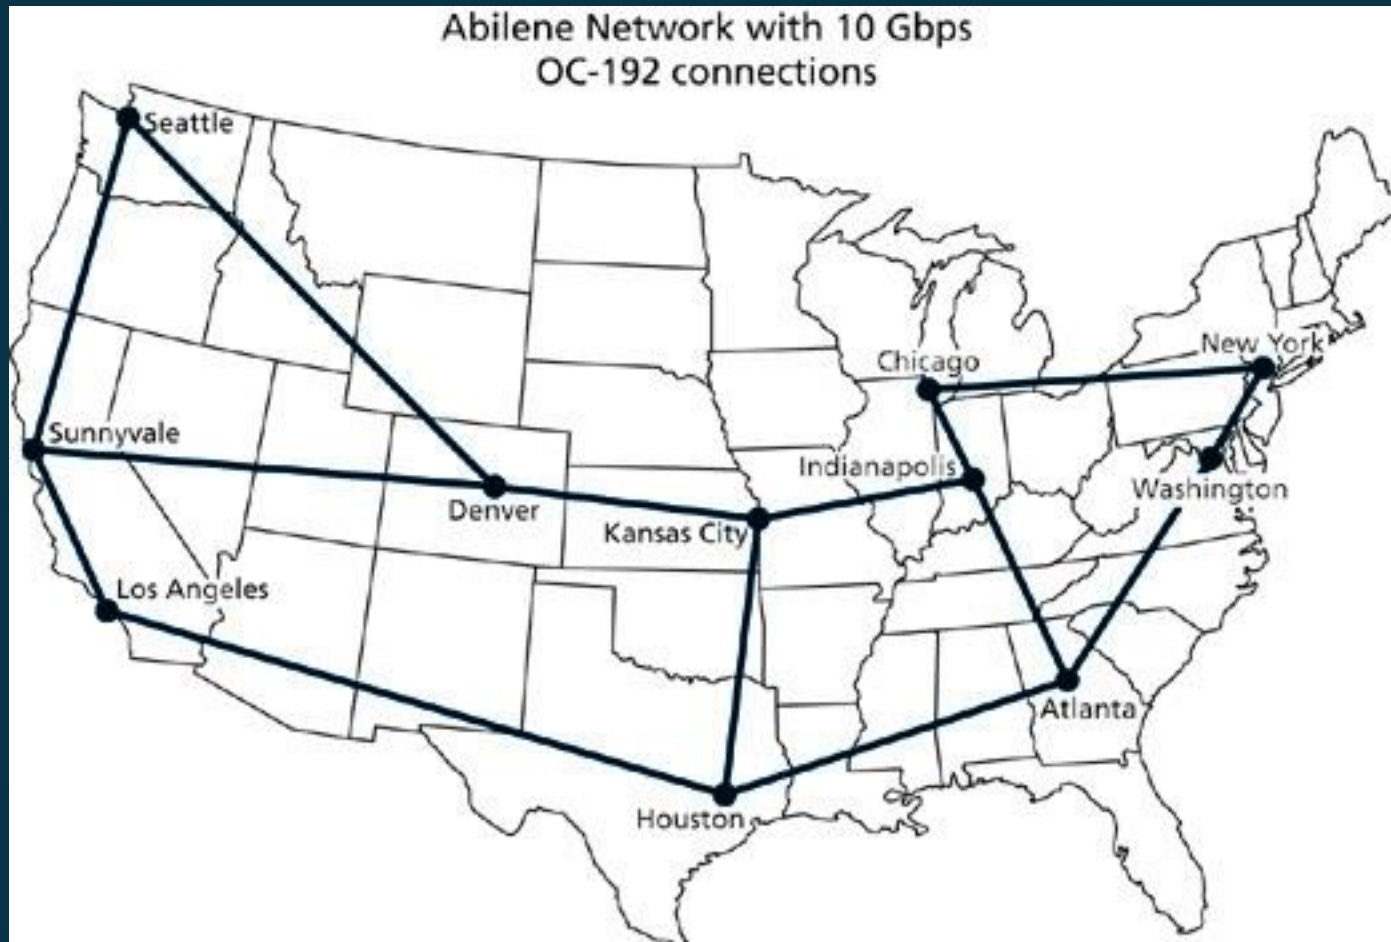 Abilene Network with 10 Gbps
OC-192 connections
Seattle
New York
Chicago
Sunnyvale
Indianapolis
Washington
Denver
Kansas City
Los Angeles
Atlanta
Houston